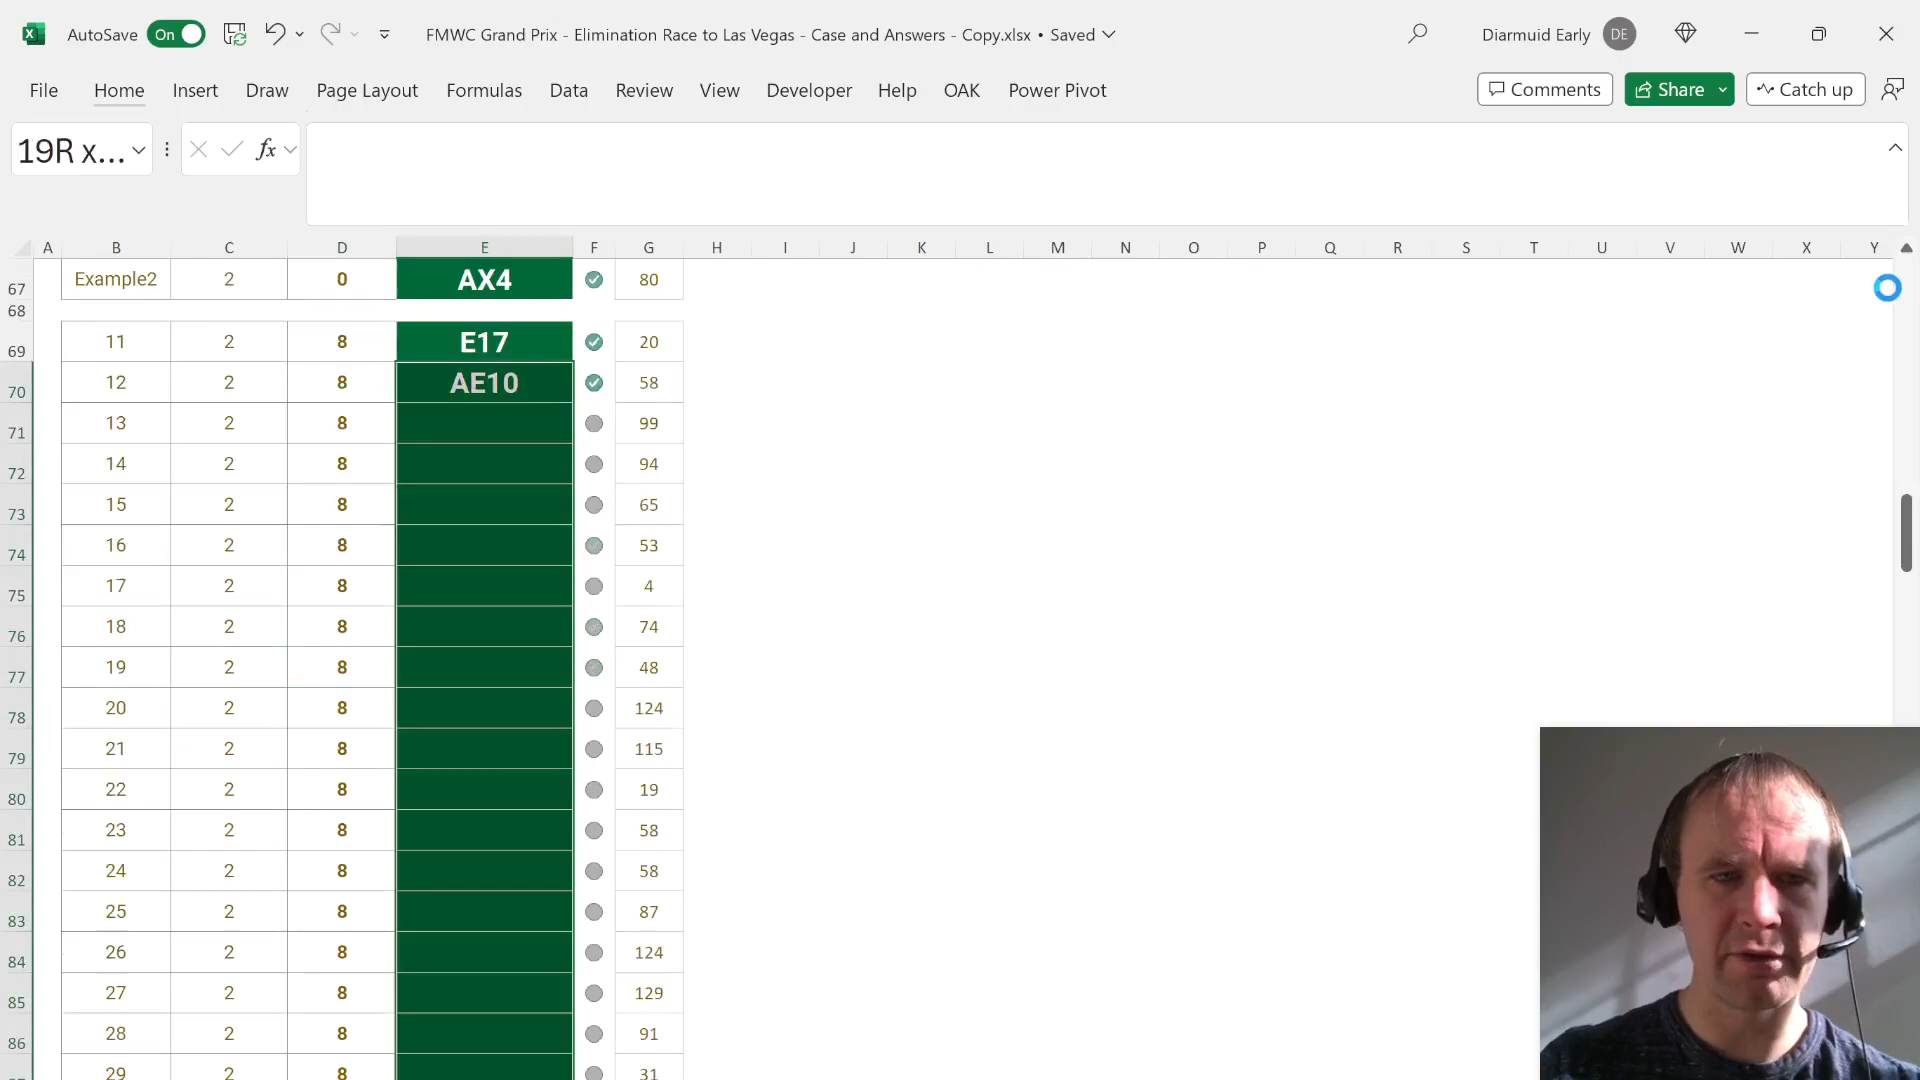 AutoSave On FMWC Grand Prix - Elimination Race to Las Vegas - Case and Answers - Copy.xlsx • Saved Diarmuid Early DE
File Home Insert Draw Page Layout Formulas Data Review View Developer Help OAK Power Pivot Comments Share Catch up
19R x... fx
A B C D E F G H I J K L M N O P Q R S T U V W X Y
67 Example2 2 0 AX4 80
68
69 11 2 8 E17 20
70 12 2 8 AE10 58
71 13 2 8 99
72 14 2 8 94
73 15 2 8 65
74 16 2 8 53
75 17 2 8 4
76 18 2 8 74
77 19 2 8 48
78 20 2 8 124
79 21 2 8 115
80 22 2 8 19
81 23 2 8 58
82 24 2 8 58
83 25 2 8 87
84 26 2 8 124
85 27 2 8 129
86 28 2 8 91
29 2 8 31